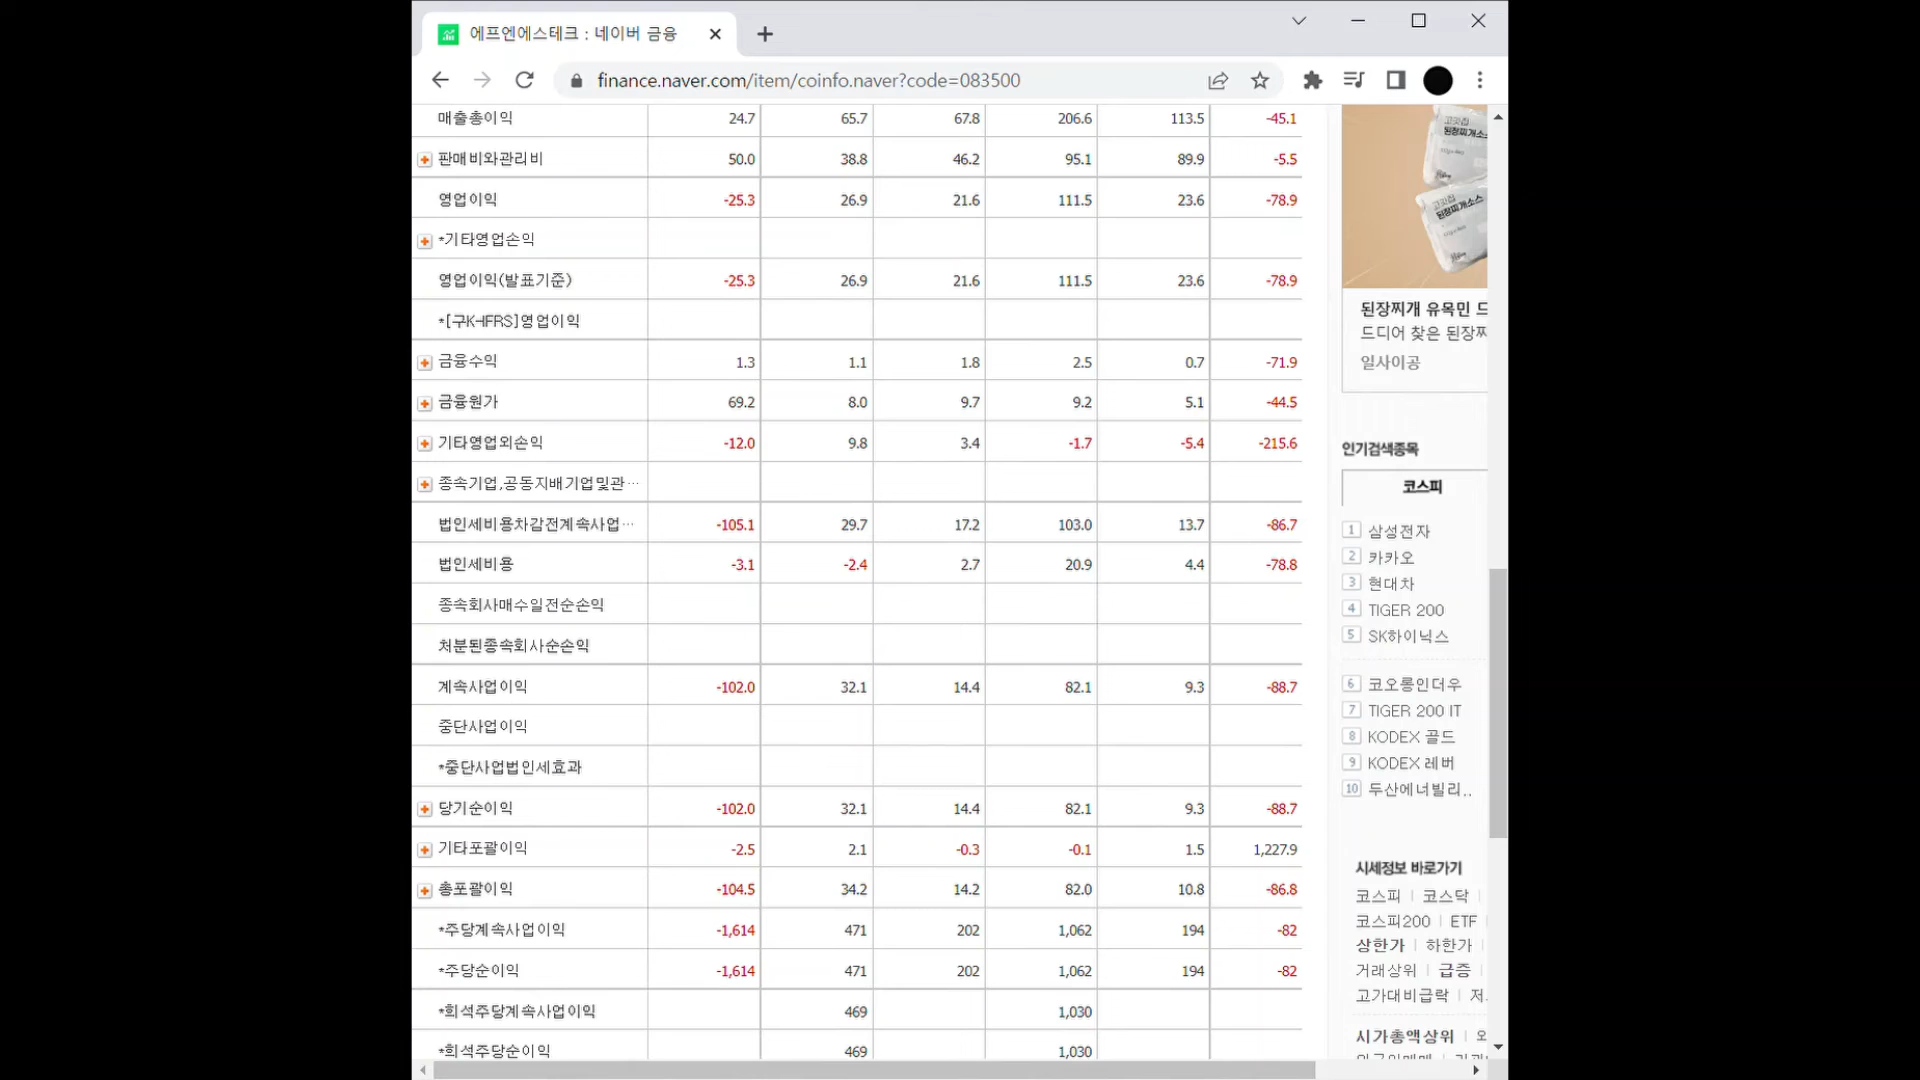 에프엔에스테크 : 네이버 금융
finance.naver.com/item/coinfo.naver?code=083500
매출총이익 24.7 65.7 67.8 206.6 113.5 -45.1
판매비와관리비 50.0 38.8 46.2 95.1 89.9 -5.5
영업이익 -25.3 26.9 21.6 111.5 23.6 -78.9
*기타영업손익
영업이익(발표기준) -25.3 26.9 21.6 111.5 23.6 -78.9
*[구K-IFRS]영업이익
금융수익 1.3 1.1 1.8 2.5 0.7 -71.9
금융원가 69.2 8.0 9.7 9.2 5.1 -44.5
기타영업외손익 -12.0 9.8 3.4 -1.7 -5.4 -215.6
종속기업,공동지배기업및관…
법인세비용차감전계속사업… -105.1 29.7 17.2 103.0 13.7 -86.7
법인세비용 -3.1 -2.4 2.7 20.9 4.4 -78.8
종속회사매수일전순손익
처분된종속회사순손익
계속사업이익 -102.0 32.1 14.4 82.1 9.3 -88.7
중단사업이익
*중단사업법인세효과
당기순이익 -102.0 32.1 14.4 82.1 9.3 -88.7
기타포괄이익 -2.5 2.1 -0.3 -0.1 1.5 1,227.9
총포괄이익 -104.5 34.2 14.2 82.0 10.8 -86.8
*주당계속사업이익 -1,614 471 202 1,062 194 -82
*주당순이익 -1,614 471 202 1,062 194 -82
*희석주당계속사업이익 469 1,030
*희석주당순이익 469 1,030
고맛집
된장찌개소스
고맛집
된장찌개소스
된장찌개 유목민 드
드디어 찾은 된장찌
일사이공
인기검색종목
코스피
1 삼성전자
2 카카오
3 현대차
4 TIGER 200
5 SK하이닉스
6 코오롱인더우
7 TIGER 200 IT
8 KODEX 골드
9 KODEX 레버
10 두산에너빌리..
시세정보 바로가기
코스피 | 코스닥 |
코스피200 | ETF |
상한가 | 하한가 |
거래상위 | 급증 |
고가대비급락 | 저
시가총액상위 |